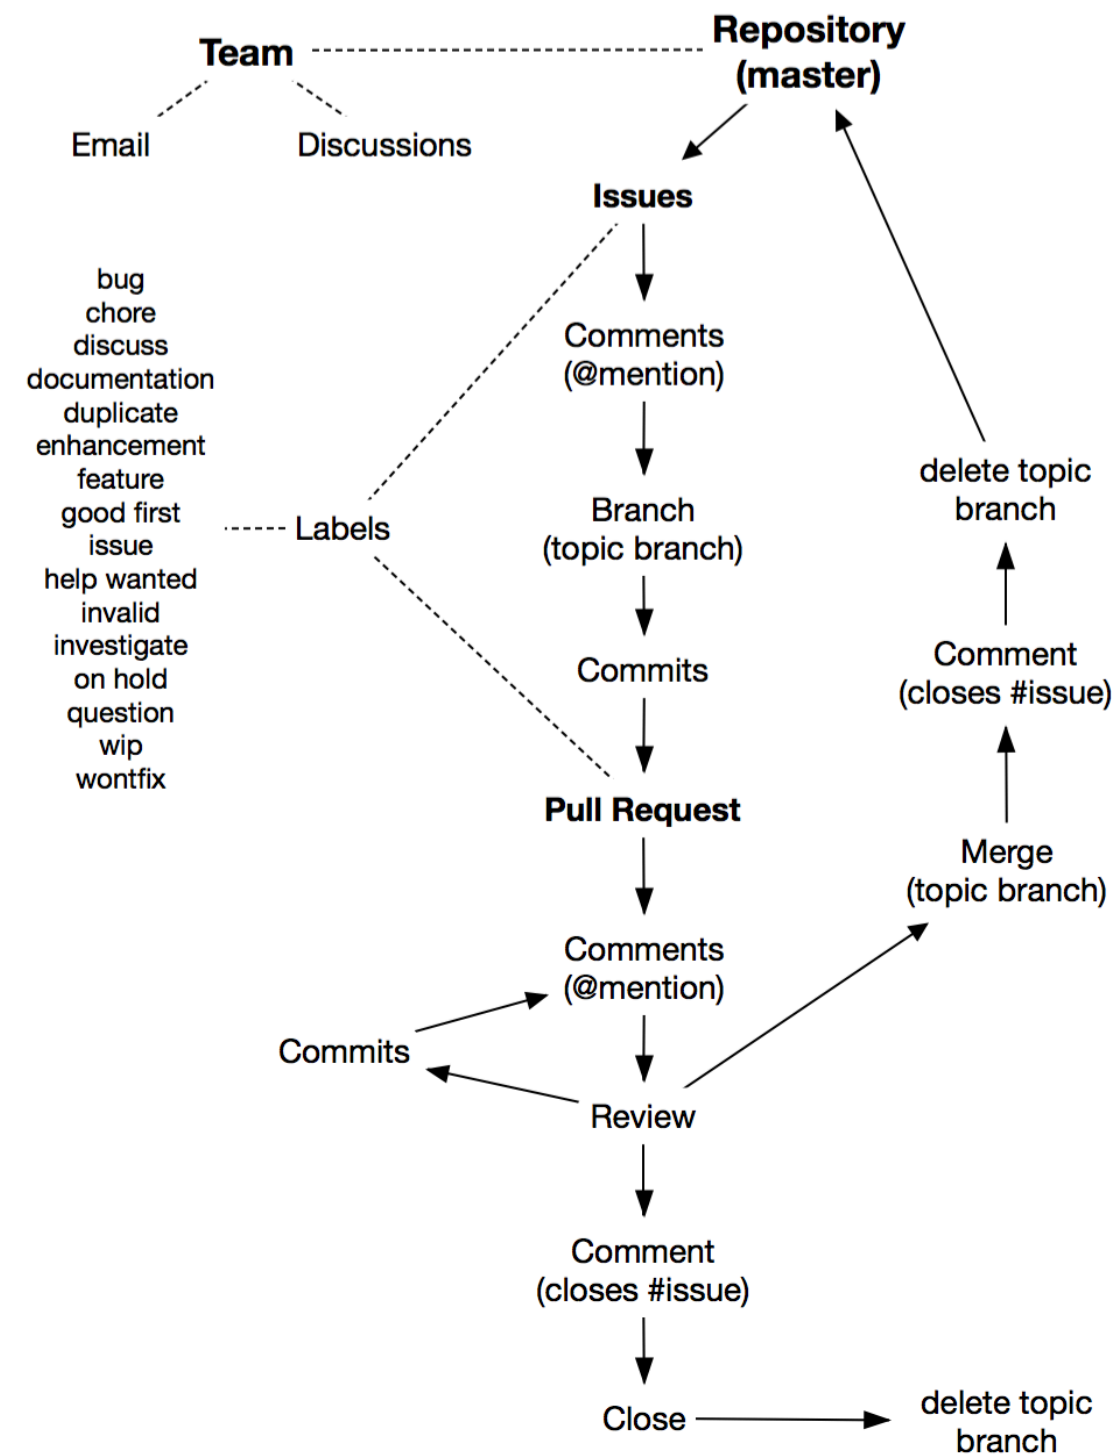 Team
Repository
(master)
Email
Discussions
Issues
bug
chore
discuss
documentation
duplicate
enhancement
feature
good first
issue
help wanted
invalid
investigate
on hold
question
wip
wontfix
Labels
Comments
(@mention)
Branch
(topic branch)
Commits
Pull Request
Comments
(@mention)
Commits
Review
Merge
(topic branch)
Comment
(closes #issue)
delete topic
branch
Comment
(closes #issue)
Close
delete topic
branch